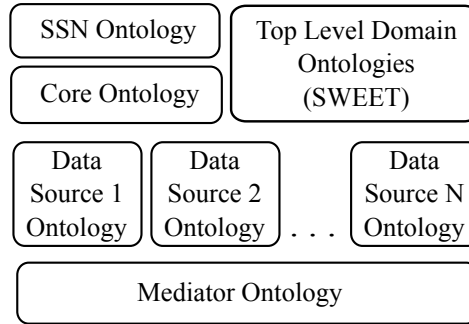 SSN Ontology
Core Ontology
Top Level Domain
Ontologies
(SWEET)
Data
Source 1
Ontology
Data
Source 2
Ontology
. . .
Data
Source N
Ontology
Mediator Ontology